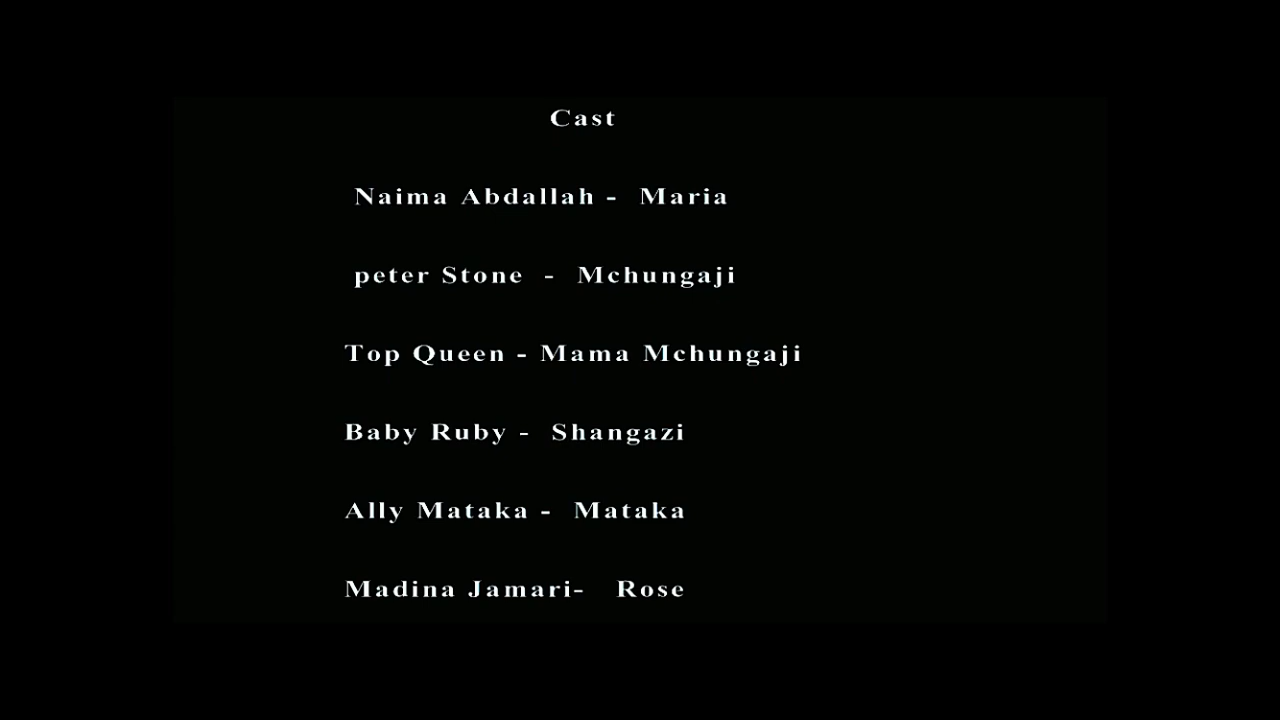 Cast
Naima Abdallah - Maria
peter Stone - Mchungaji
Top Queen - Mama Mchungaji
Baby Ruby - Shangazi
Ally Mataka - Mataka
Madina Jamari- Rose